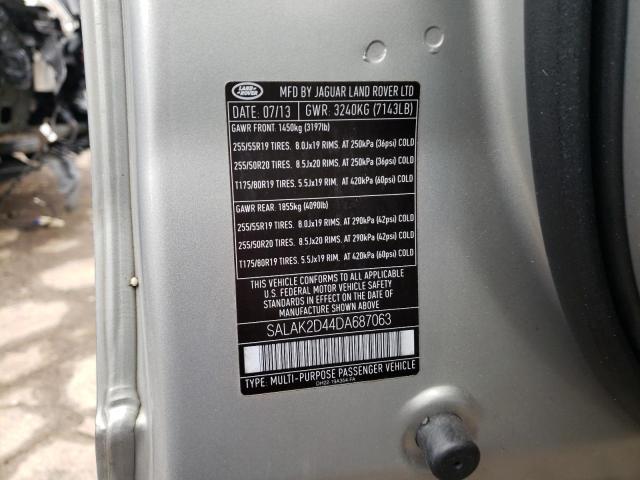 LAND ROVER
MFD BY JAGUAR LAND ROVER LTD
DATE: 07/13 GWR: 3240KG (7143LB)
GAWR FRONT: 1450kg (3197lb)
255/55R19 TIRES. 8.0Jx19 RIMS. AT 250kPa (36psi) COLD
255/50R20 TIRES. 8.5Jx20 RIMS. AT 250kPa (36psi) COLD
T175/80R19 TIRES. 5.5Jx19 RIM. AT 420kPa (60psi) COLD
GAWR REAR: 1855kg (4090lb)
255/55R19 TIRES. 8.0Jx19 RIMS. AT 290kPa (42psi) COLD
255/50R20 TIRES. 8.5Jx20 RIMS. AT 290kPa (42psi) COLD
T175/80R19 TIRES. 5.5Jx19 RIM. AT 420kPa (60psi) COLD
THIS VEHICLE CONFORMS TO ALL APPLICABLE
U.S. FEDERAL MOTOR VEHICLE SAFETY
STANDARDS IN EFFECT ON THE DATE OF
MANUFACTURE SHOWN ABOVE
SALAK2D44DA687063
TYPE: MULTI-PURPOSE PASSENGER VEHICLE
DH22-19A364-FA